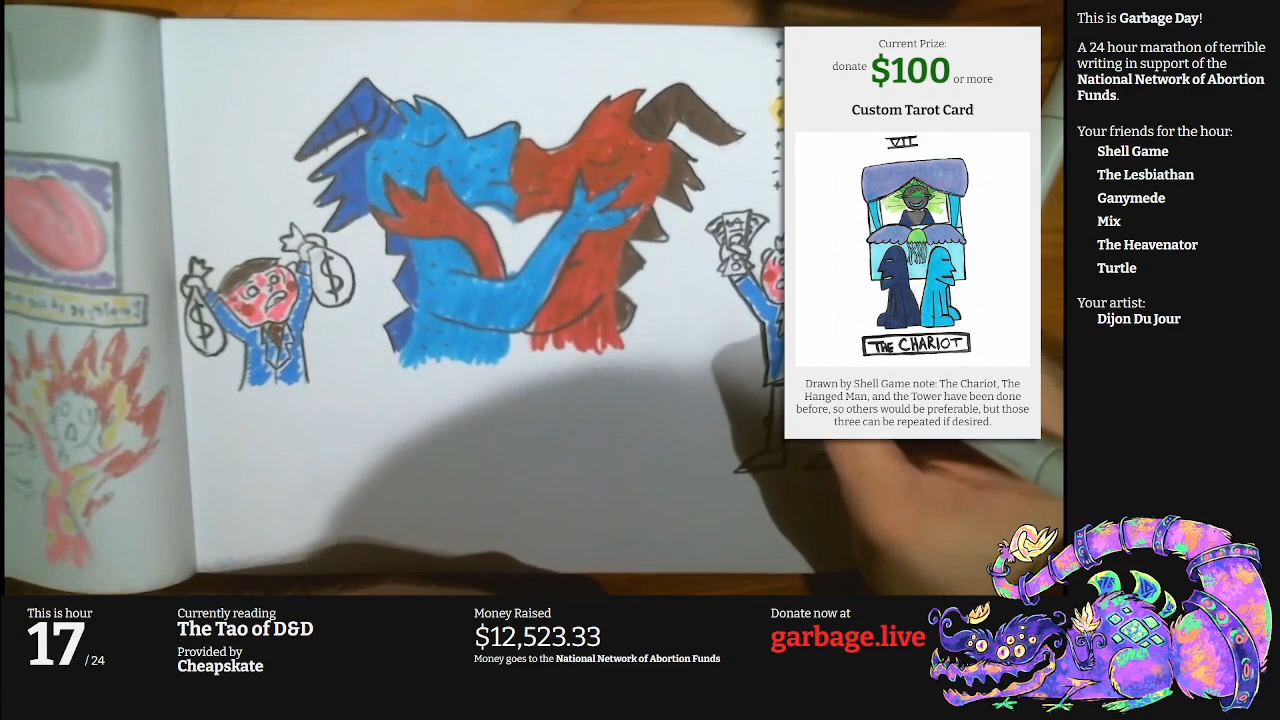 This is Garbage Day!
A 24 hour marathon of terrible
writing in support of the
National Network of Abortion
Funds.
Your friends for the hour:
Shell Game
The Lesbiathan
Ganymede
Mix
The Heavenator
Turtle
Your artist:
Dijon Du Jour
Current Prize:
donate $100 or more
Custom Tarot Card
VII
THE CHARIOT
Drawn by Shell Game note: The Chariot, The
Hanged Man, and the Tower have been done
before, so others would be preferable, but those
three can be repeated if desired.
$
$
This is hour
17 / 24
Currently reading
The Tao of D&D
Provided by
Cheapskate
Money Raised
$12,523.33
Money goes to the National Network of Abortion Funds
Donate now at
garbage.live